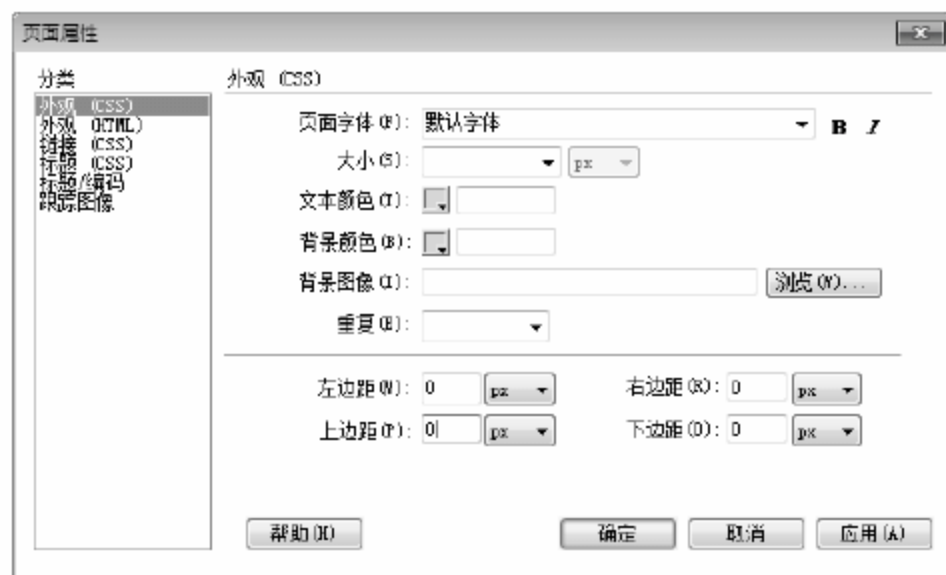 页面属性
分类
外观 (CSS)
外观 (HTML)
链接 (CSS)
标题 (CSS)
标题/编码
跟踪图像
外观 (CSS)
页面字体(F): 默认字体 B I
大小(S): px
文本颜色(T):
背景颜色(B):
背景图像(I): 浏览(W)...
重复(E):
左边距(M): 0 px 右边距(R): 0 px
上边距(P): 0 px 下边距(O): 0 px
帮助(H) 确定 取消 应用(A)